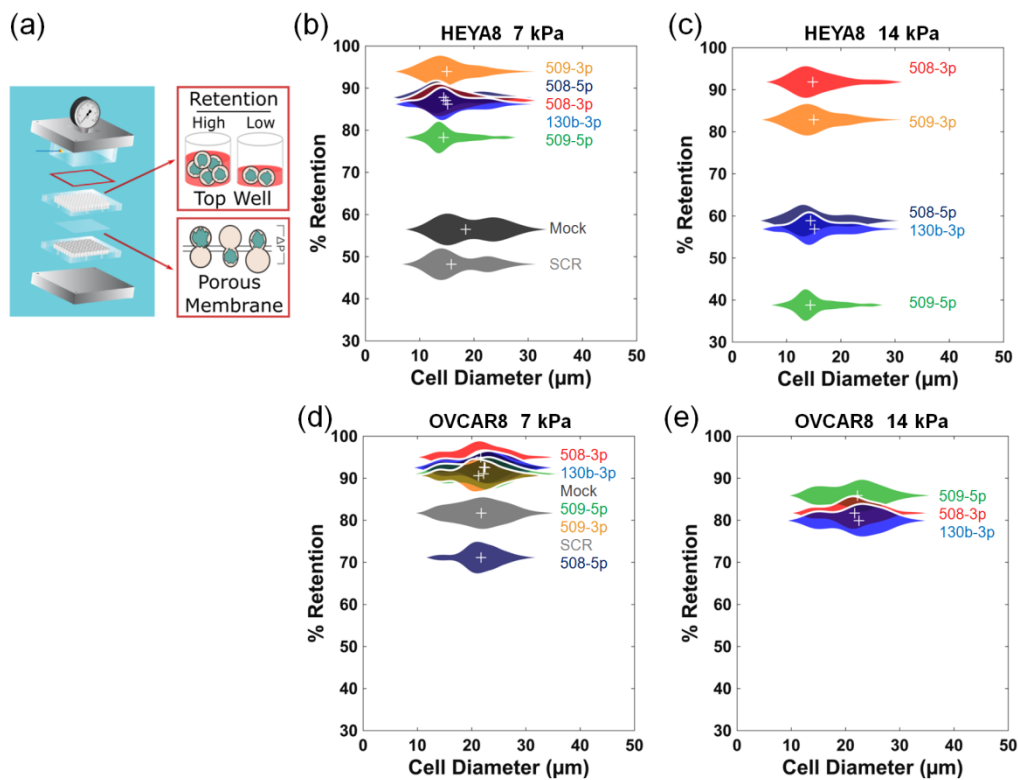 (a)
Retention
High Low
Top Well
ΔP
Porous
Membrane
(b)
HEYA8 7 kPa
% Retention
100
90
80
70
60
50
40
30
0 10 20 30 40 50
Cell Diameter (μm)
509-3p
508-5p
508-3p
130b-3p
509-5p
Mock
SCR
(c)
HEYA8 14 kPa
% Retention
100
90
80
70
60
50
40
30
0 10 20 30 40 50
Cell Diameter (μm)
508-3p
509-3p
508-5p
130b-3p
509-5p
(d)
OVCAR8 7 kPa
% Retention
100
90
80
70
60
50
40
30
0 10 20 30 40 50
Cell Diameter (μm)
508-3p
130b-3p
Mock
509-5p
509-3p
SCR
508-5p
(e)
OVCAR8 14 kPa
% Retention
100
90
80
70
60
50
40
30
0 10 20 30 40 50
Cell Diameter (μm)
509-5p
508-3p
130b-3p